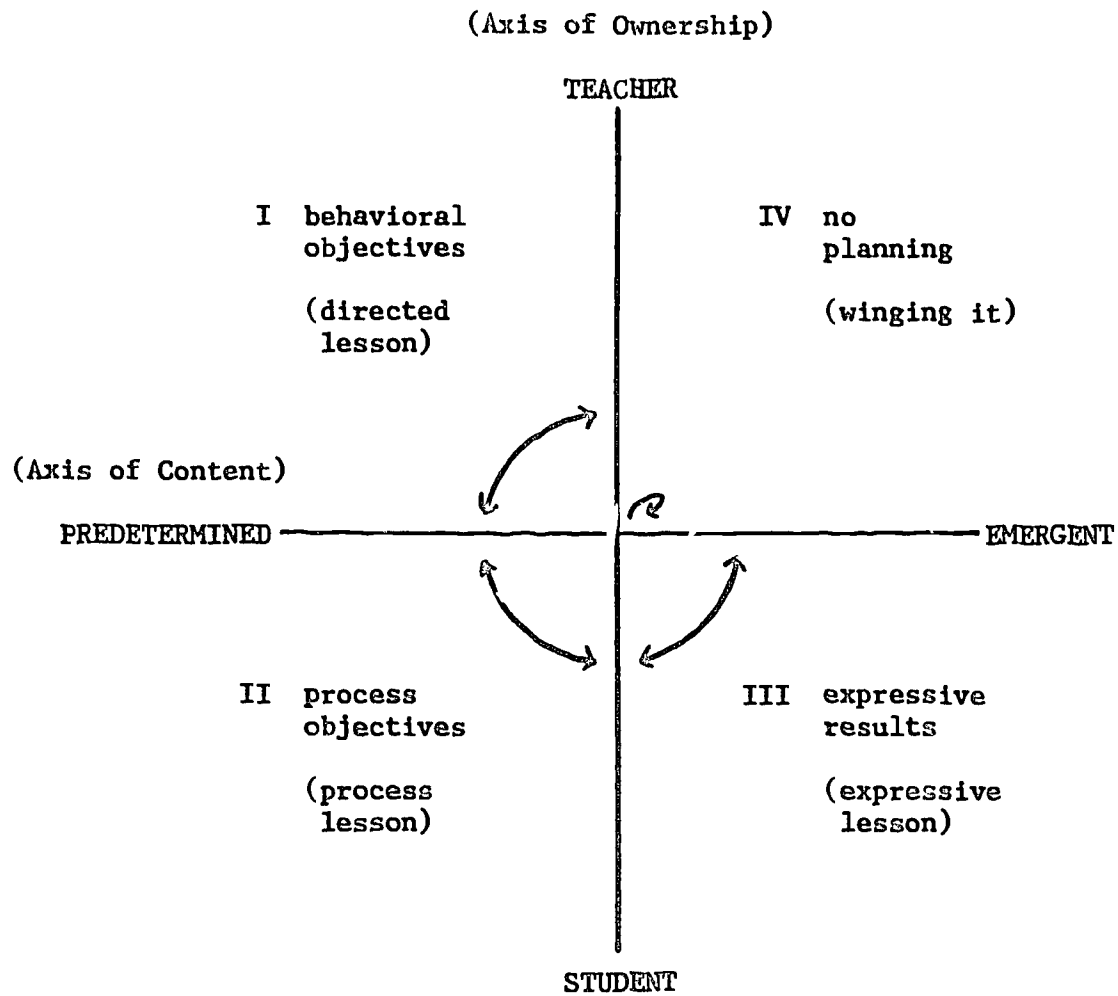 (Axis of Ownership)
TEACHER
I behavioral
objectives
(directed
lesson)
IV no
planning
(winging it)
(Axis of Content)
PREDETERMINED
EMERGENT
II process
objectives
(process
lesson)
III expressive
results
(expressive
lesson)
STUDENT